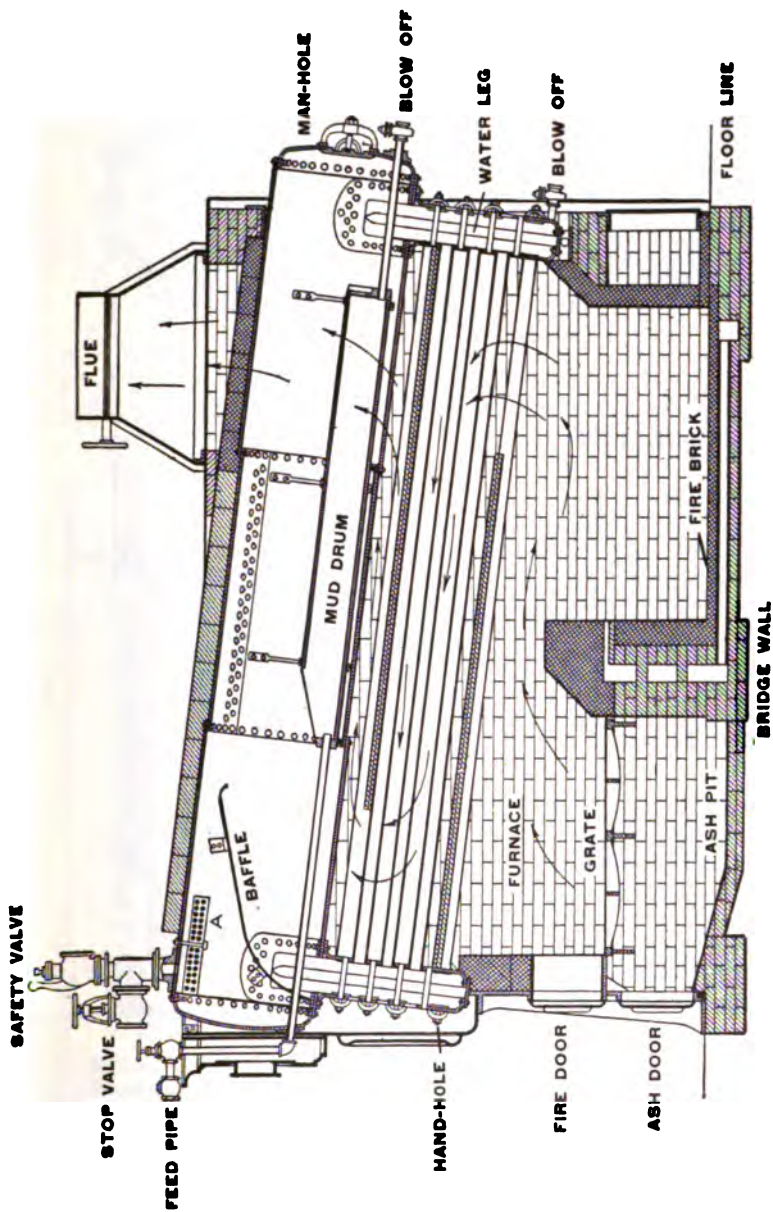 SAFETY VALVE
STOP VALVE
FEED PIPE
HAND-HOLE
FIRE DOOR
ASH DOOR
A
BAFFLE
FURNACE
GRATE
ASH PIT
MUD DRUM
BRIDGE WALL
FLUE
FIRE BRICK
MAN-HOLE
BLOW OFF
WATER LEG
BLOW OFF
FLOOR LINE